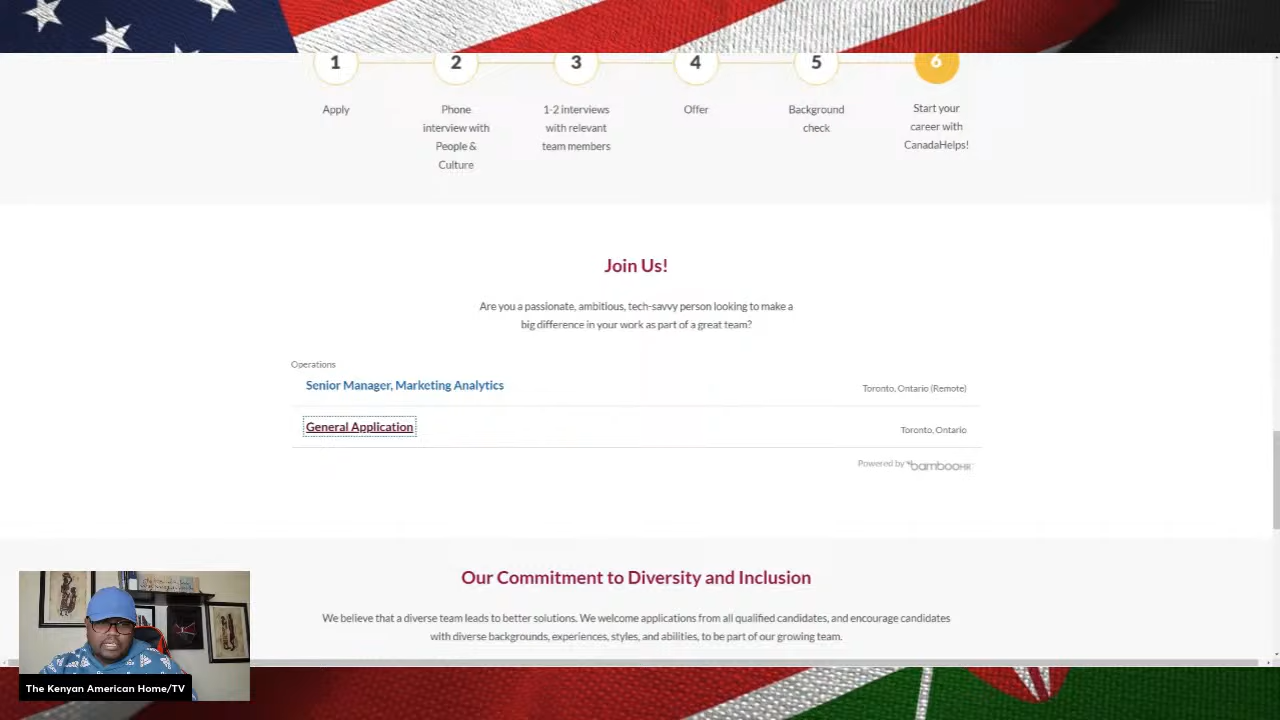 1
2
3
4
5
6
Apply
Phone
interview with
People &
Culture
1-2 interviews
with relevant
team members
Offer
Background
check
Start your
career with
CanadaHelps!
Join Us!
Are you a passionate, ambitious, tech-savvy person looking to make a
big difference in your work as part of a great team?
Operations
Senior Manager, Marketing Analytics
Toronto, Ontario (Remote)
General Application
Toronto, Ontario
Powered by bambooHR
Our Commitment to Diversity and Inclusion
We believe that a diverse team leads to better solutions. We welcome applications from all qualified candidates, and encourage candidates
with diverse backgrounds, experiences, styles, and abilities, to be part of our growing team.
The Kenyan American Home/TV